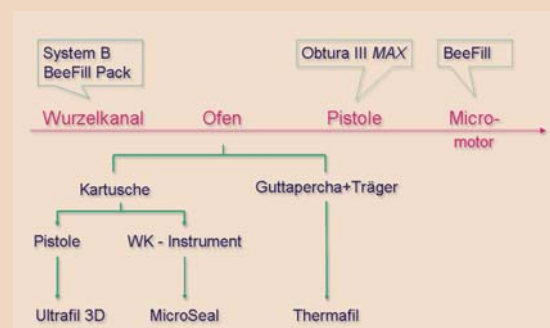 System B
BeeFill Pack
Obtura III MAX
BeeFill
Wurzelkanal
Ofen
Pistole
Micro-
motor
Kartusche
Guttapercha+Träger
Pistole
WK - Instrument
Ultrafil 3D
MicroSeal
Thermafil